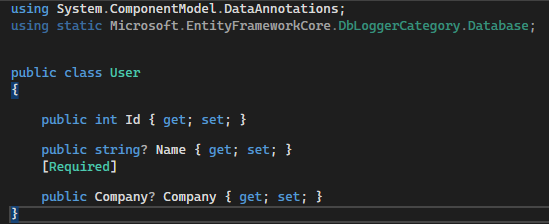 using System.ComponentModel.DataAnnotations;
using static Microsoft.EntityFrameworkCore.DbLoggerCategory.Database;
public class User
{
public int Id { get; set; }
public string? Name { get; set; }
[Required]
public Company? Company { get; set; }
}